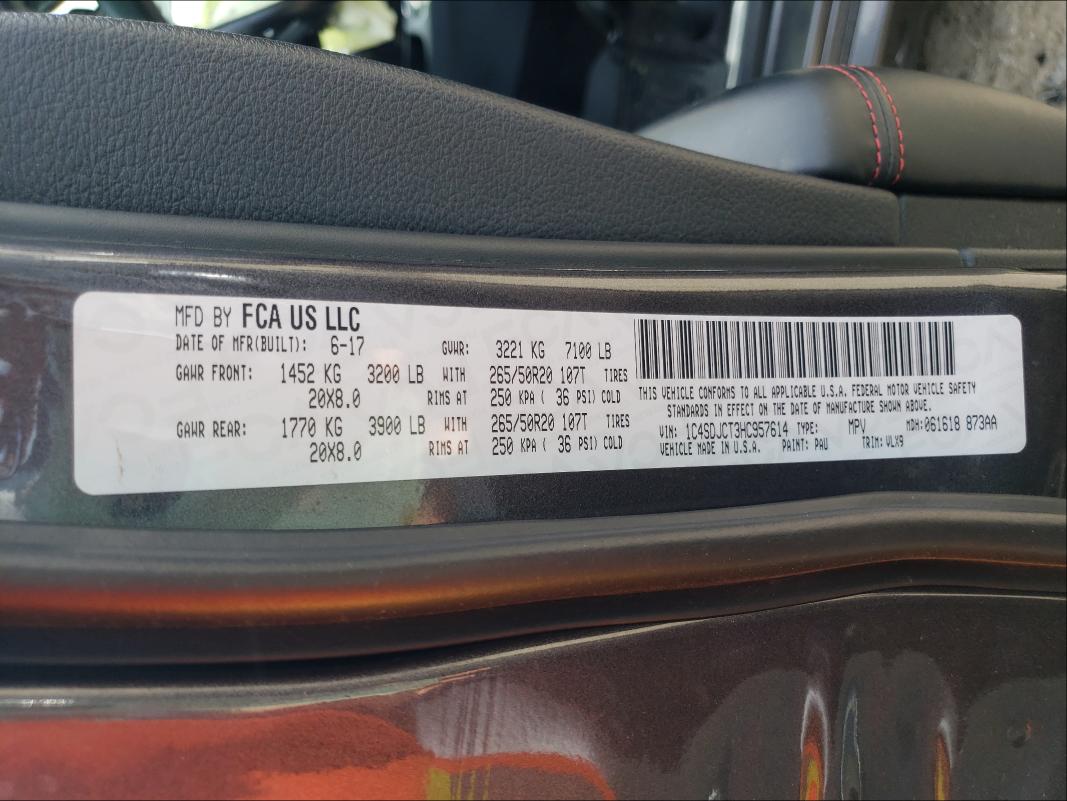 MFD BY FCA US LLC
DATE OF MFR(BUILT): 6-17 GVWR: 3221 KG 7100 LB
GAWR FRONT: 1452 KG 3200 LB WITH 265/50R20 107T TIRES
20X8.0 RIMS AT 250 KPA ( 36 PSI) COLD
GAWR REAR: 1770 KG 3900 LB WITH 265/50R20 107T TIRES
20X8.0 RIMS AT 250 KPA ( 36 PSI) COLD
THIS VEHICLE CONFORMS TO ALL APPLICABLE U.S.A. FEDERAL MOTOR VEHICLE SAFETY
STANDARDS IN EFFECT ON THE DATE OF MANUFACTURE SHOWN ABOVE.
VIN: 1C4SDJCT3HC957614 TYPE: MPV MDH: 061618 873AA
VEHICLE MADE IN U.S.A. PAINT: PAU TRIM: VLX9